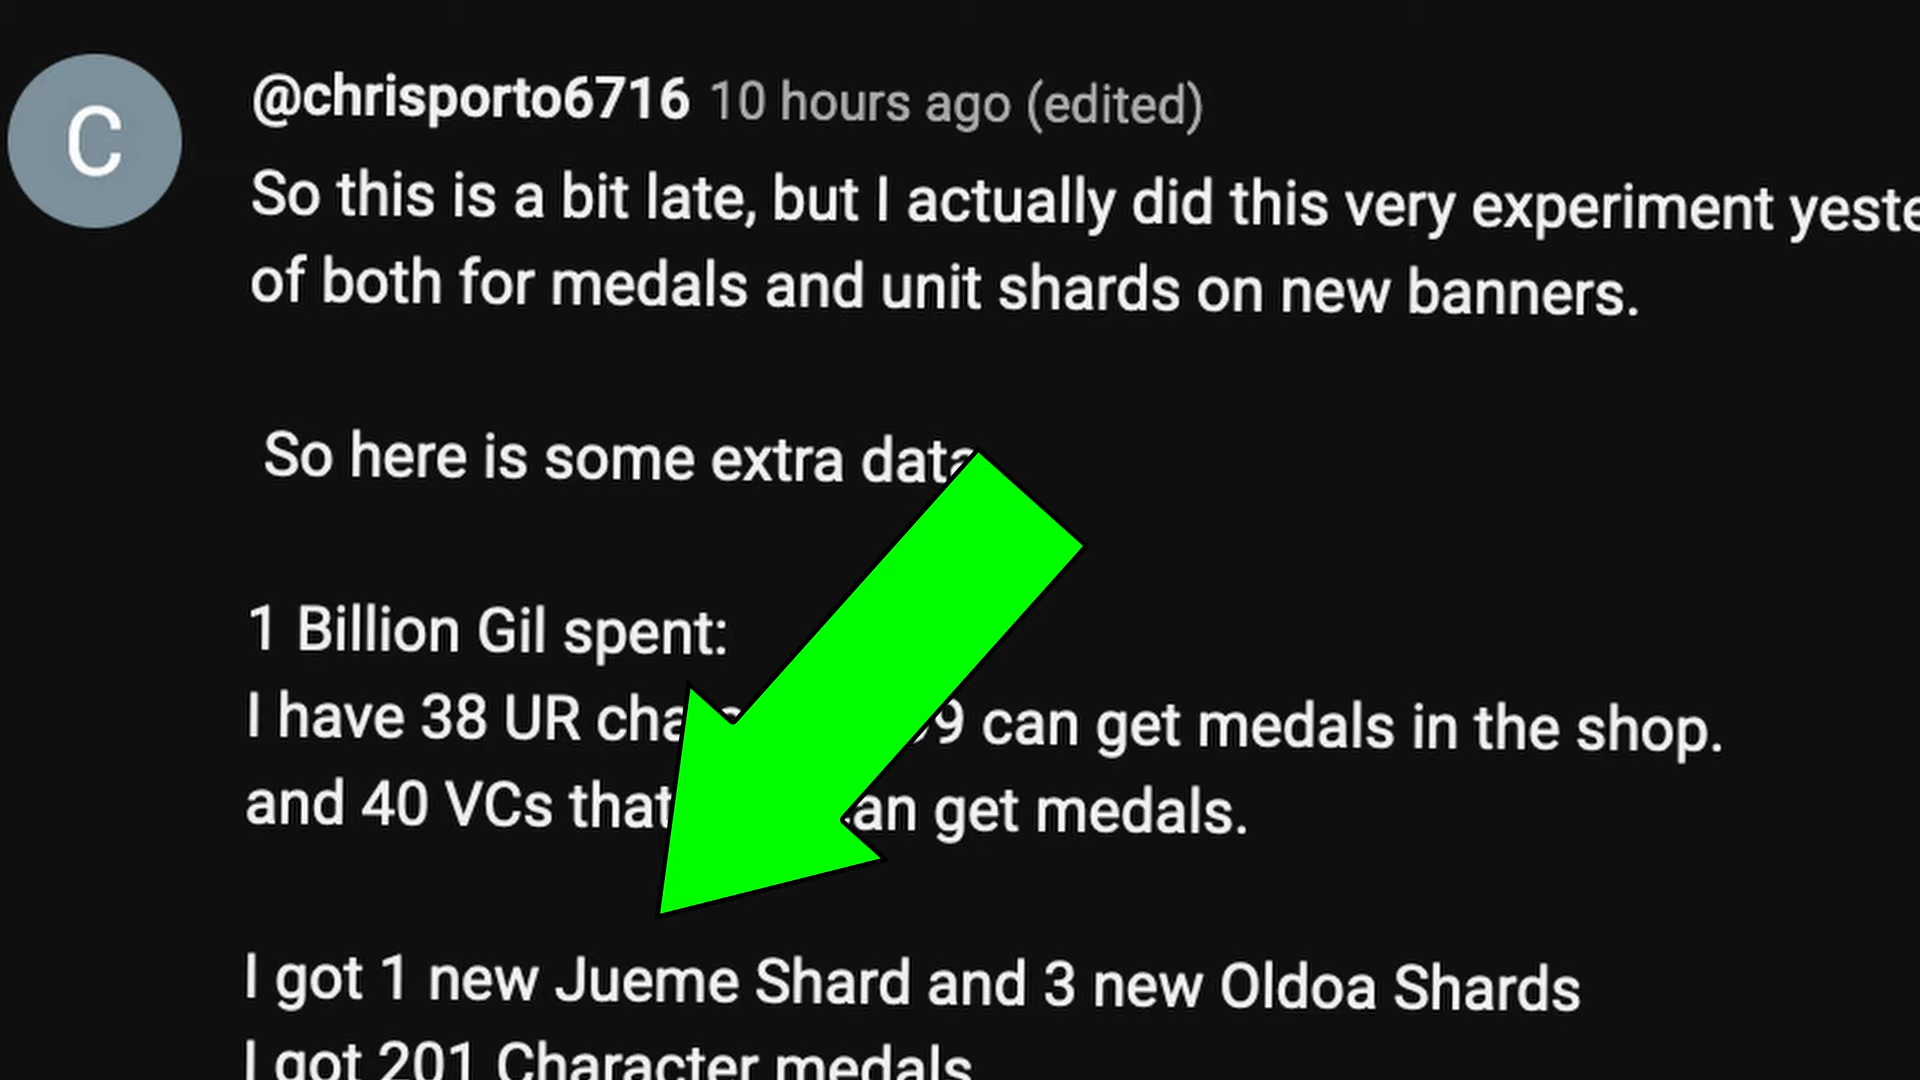 C
@chrisporto6716 10 hours ago (edited)
So this is a bit late, but I actually did this very experiment
of both for medals and unit shards on new banners.
So here is some extra data
1 Billion Gil spent:
I have 38 UR can get medals in the shop.
and 40 VCs that get medals.
I got 1 new Jueme Shard and 3 new Oldoa Shards
I got 201 Character medals